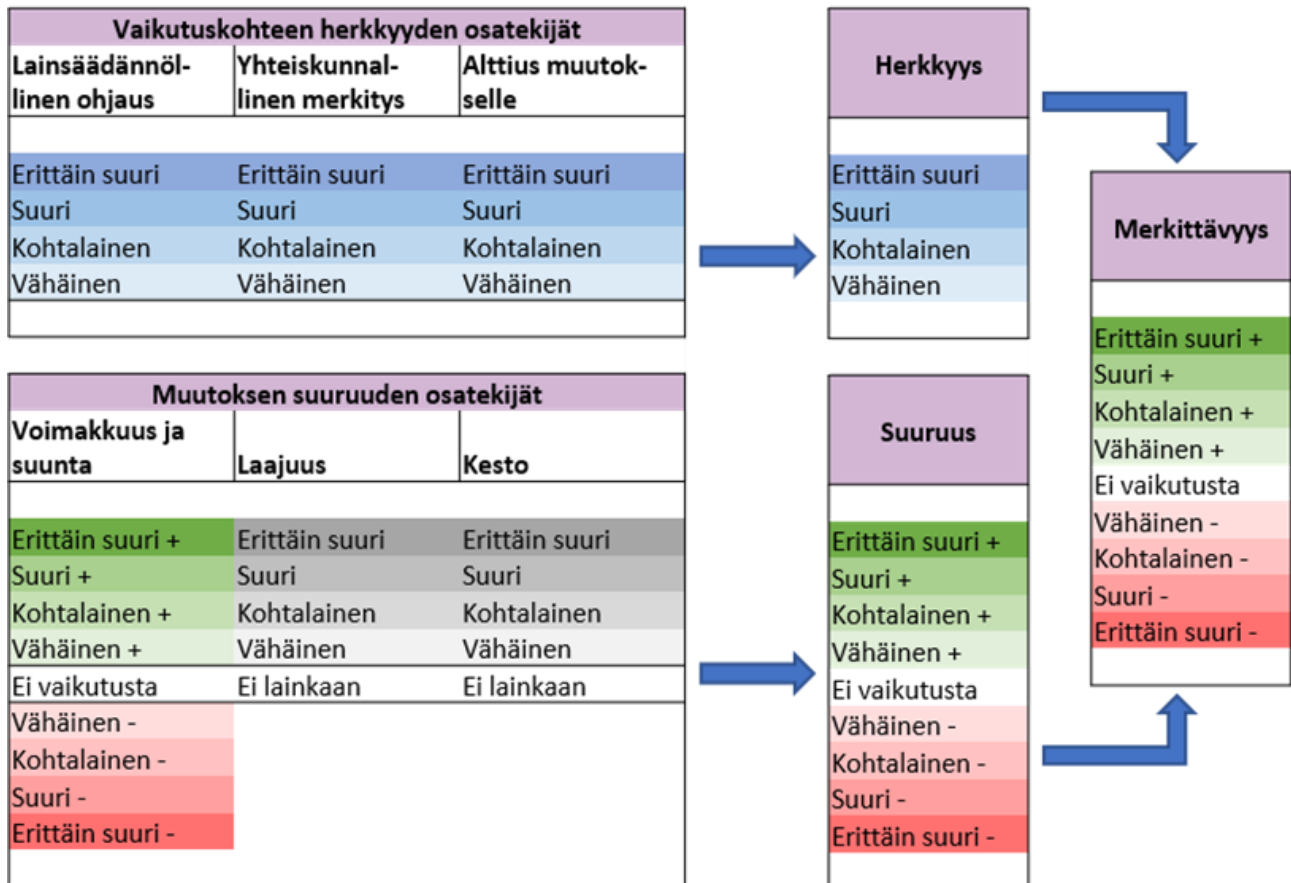 Vaikutuskohteen herkkyyden osatekijät
Lainsäädännöl-
linen ohjaus
Yhteiskunnal-
linen merkitys
Alttius muutok-
selle
Erittäin suuri Erittäin suuri Erittäin suuri
Suuri Suuri Suuri
Kohtalainen Kohtalainen Kohtalainen
Vähäinen Vähäinen Vähäinen
Herkkyys
Erittäin suuri
Suuri
Kohtalainen
Vähäinen
Muutoksen suuruuden osatekijät
Voimakkuus ja
suunta
Laajuus
Kesto
Erittäin suuri + Erittäin suuri Erittäin suuri
Suuri + Suuri Suuri
Kohtalainen + Kohtalainen Kohtalainen
Vähäinen + Vähäinen Vähäinen
Ei vaikutusta Ei lainkaan Ei lainkaan
Vähäinen -
Kohtalainen -
Suuri -
Erittäin suuri -
Suuruus
Erittäin suuri +
Suuri +
Kohtalainen +
Vähäinen +
Ei vaikutusta
Vähäinen -
Kohtalainen -
Suuri -
Erittäin suuri -
Merkittävyys
Erittäin suuri +
Suuri +
Kohtalainen +
Vähäinen +
Ei vaikutusta
Vähäinen -
Kohtalainen -
Suuri -
Erittäin suuri -